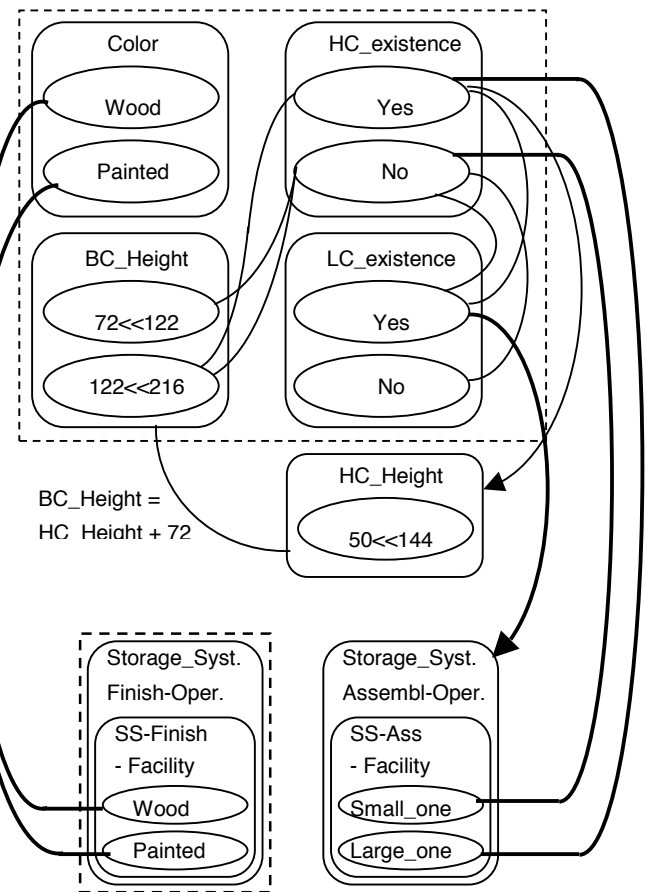 Color
Wood
Painted
HC_existence
Yes
No
BC_Height
72<<122
122<<216
LC_existence
Yes
No
BC_Height =
HC_Height + 72
HC_Height
50<<144
Storage_Syst.
Finish-Oper.
SS-Finish
- Facility
Wood
Painted
Storage_Syst.
Assembl-Oper.
SS-Ass
- Facility
Small_one
Large_one